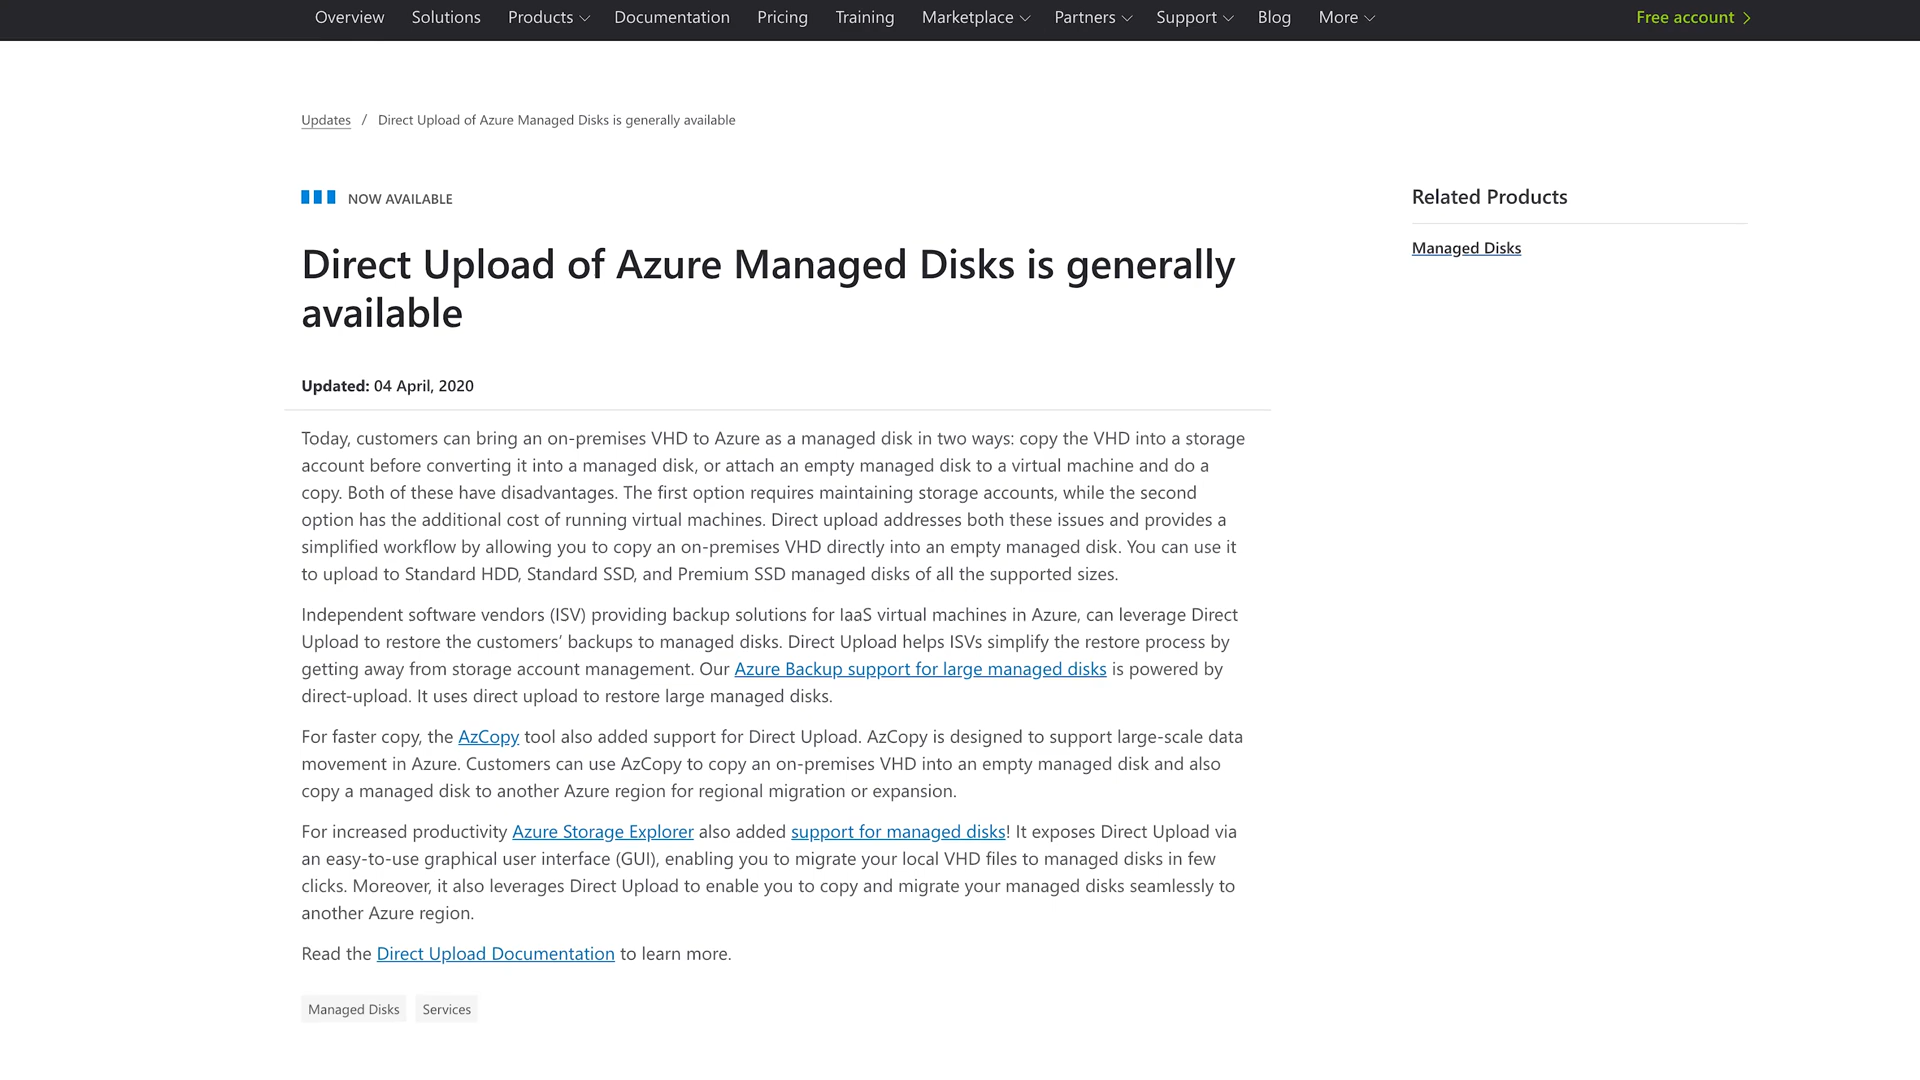 Overview Solutions Products Documentation Pricing Training Marketplace Partners Support Blog More Free account
Updates / Direct Upload of Azure Managed Disks is generally available
NOW AVAILABLE
Direct Upload of Azure Managed Disks is generally
available
Updated: 04 April, 2020
Today, customers can bring an on-premises VHD to Azure as a managed disk in two ways: copy the VHD into a storage
account before converting it into a managed disk, or attach an empty managed disk to a virtual machine and do a
copy. Both of these have disadvantages. The first option requires maintaining storage accounts, while the second
option has the additional cost of running virtual machines. Direct upload addresses both these issues and provides a
simplified workflow by allowing you to copy an on-premises VHD directly into an empty managed disk. You can use it
to upload to Standard HDD, Standard SSD, and Premium SSD managed disks of all the supported sizes.
Independent software vendors (ISV) providing backup solutions for IaaS virtual machines in Azure, can leverage Direct
Upload to restore the customers’ backups to managed disks. Direct Upload helps ISVs simplify the restore process by
getting away from storage account management. Our Azure Backup support for large managed disks is powered by
direct-upload. It uses direct upload to restore large managed disks.
For faster copy, the AzCopy tool also added support for Direct Upload. AzCopy is designed to support large-scale data
movement in Azure. Customers can use AzCopy to copy an on-premises VHD into an empty managed disk and also
copy a managed disk to another Azure region for regional migration or expansion.
For increased productivity Azure Storage Explorer also added support for managed disks! It exposes Direct Upload via
an easy-to-use graphical user interface (GUI), enabling you to migrate your local VHD files to managed disks in few
clicks. Moreover, it also leverages Direct Upload to enable you to copy and migrate your managed disks seamlessly to
another Azure region.
Read the Direct Upload Documentation to learn more.
Managed Disks Services
Related Products
Managed Disks